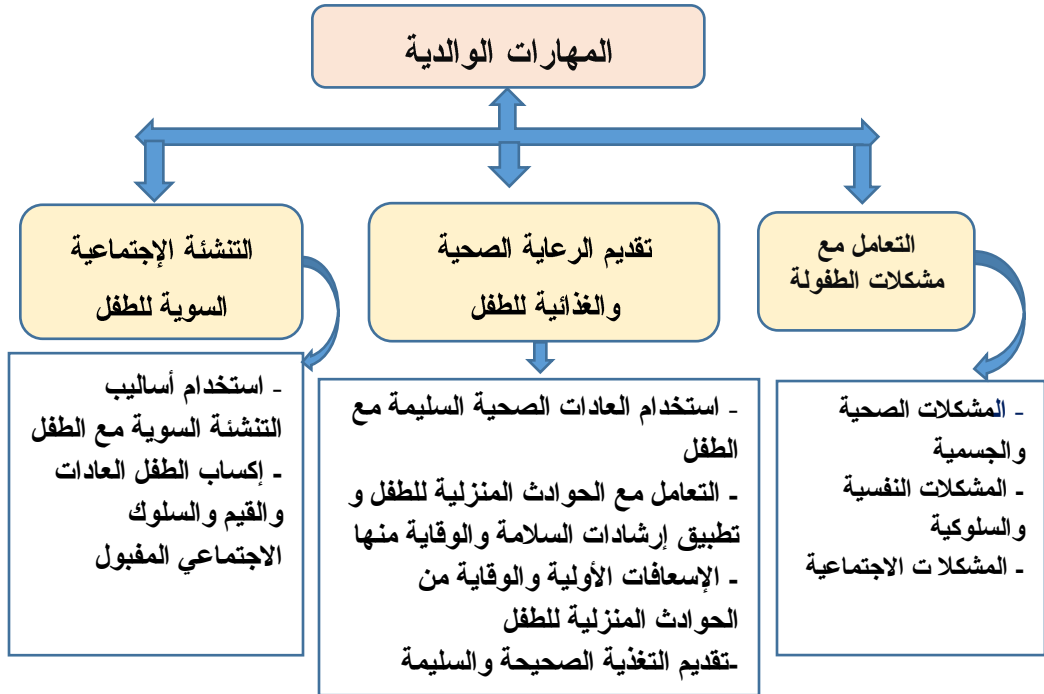 المهارات الوالدية
التعامل مع
مشكلات الطفولة
- المشكلات الصحية
والجسمية
- المشكلات النفسية
والسلوكية
- المشكلات الاجتماعية
تقديم الرعاية الصحية
والغذائية للطفل
- استخدام العادات الصحية السليمة مع
الطفل
- التعامل مع الحوادث المنزلية للطفل و
تطبيق إرشادات السلامة والوقاية منها
- الإسعافات الأولية والوقاية من
الحوادث المنزلية للطفل
-تقديم التغذية الصحيحة والسليمة
التنشئة الإجتماعية
السوية للطفل
- استخدام أساليب
التنشئة السوية مع الطفل
- إكساب الطفل العادات
والقيم والسلوك
الاجتماعي المقبول